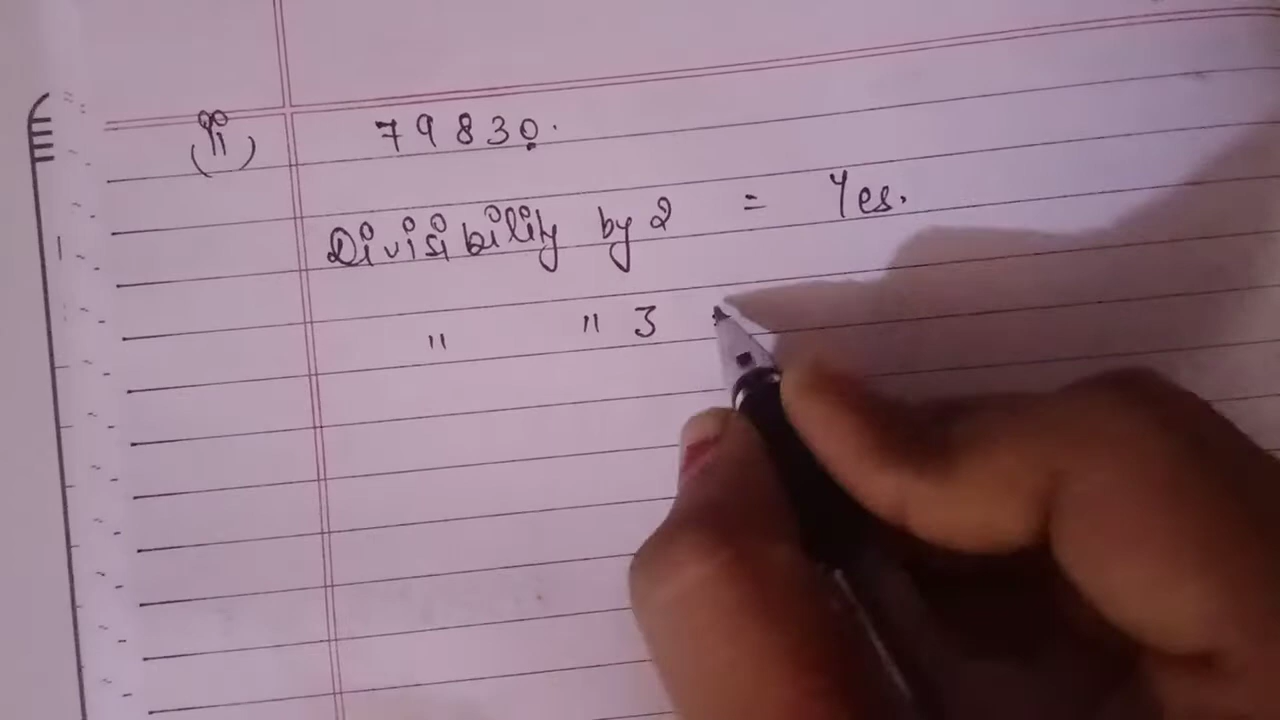 (ii) 79830.
Divisibility by 2 = Yes.
" " 3